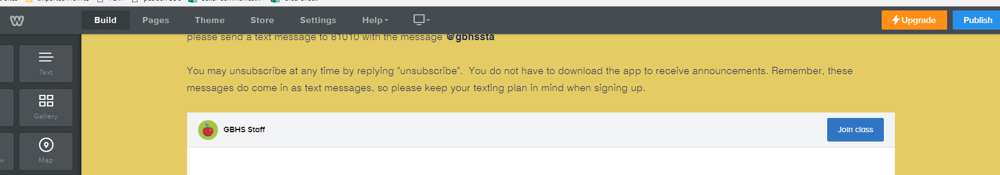 Build Pages Theme Store Settings Help Upgrade Publish
please send a text message to 81010 with the message @gbhssta
Text
You may unsubscribe at any time by replying "unsubscribe".  You do not have to download the app to receive announcements. Remember, these
messages do come in as text messages, so please keep your texting plan in mind when signing up.
Gallery
GBHS Staff Join class
w Map